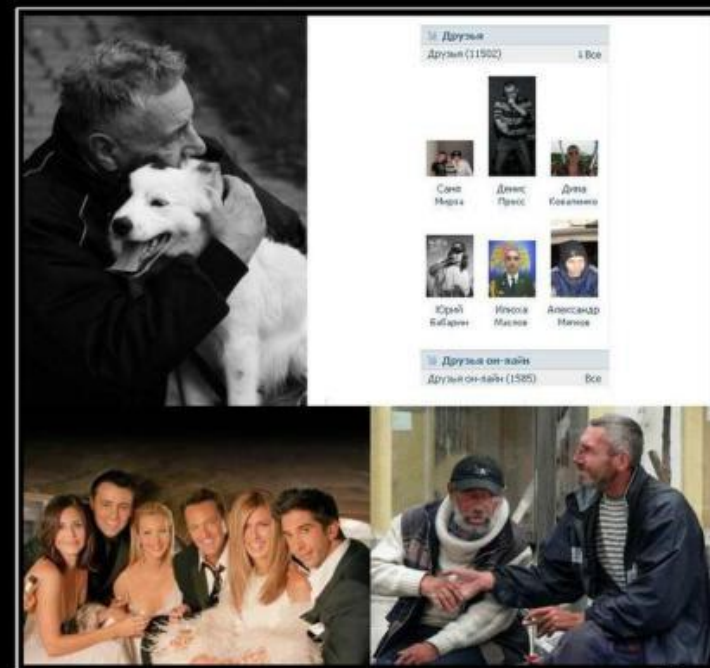 Друзья
Друзья (11502) Все
Саня Денис Дима
Мирза Пресс Коваленко
Юрий Илюха Александр
Бабарин Маслов Мягков
Друзья он-лайн
Друзья он-лайн (1585) Все